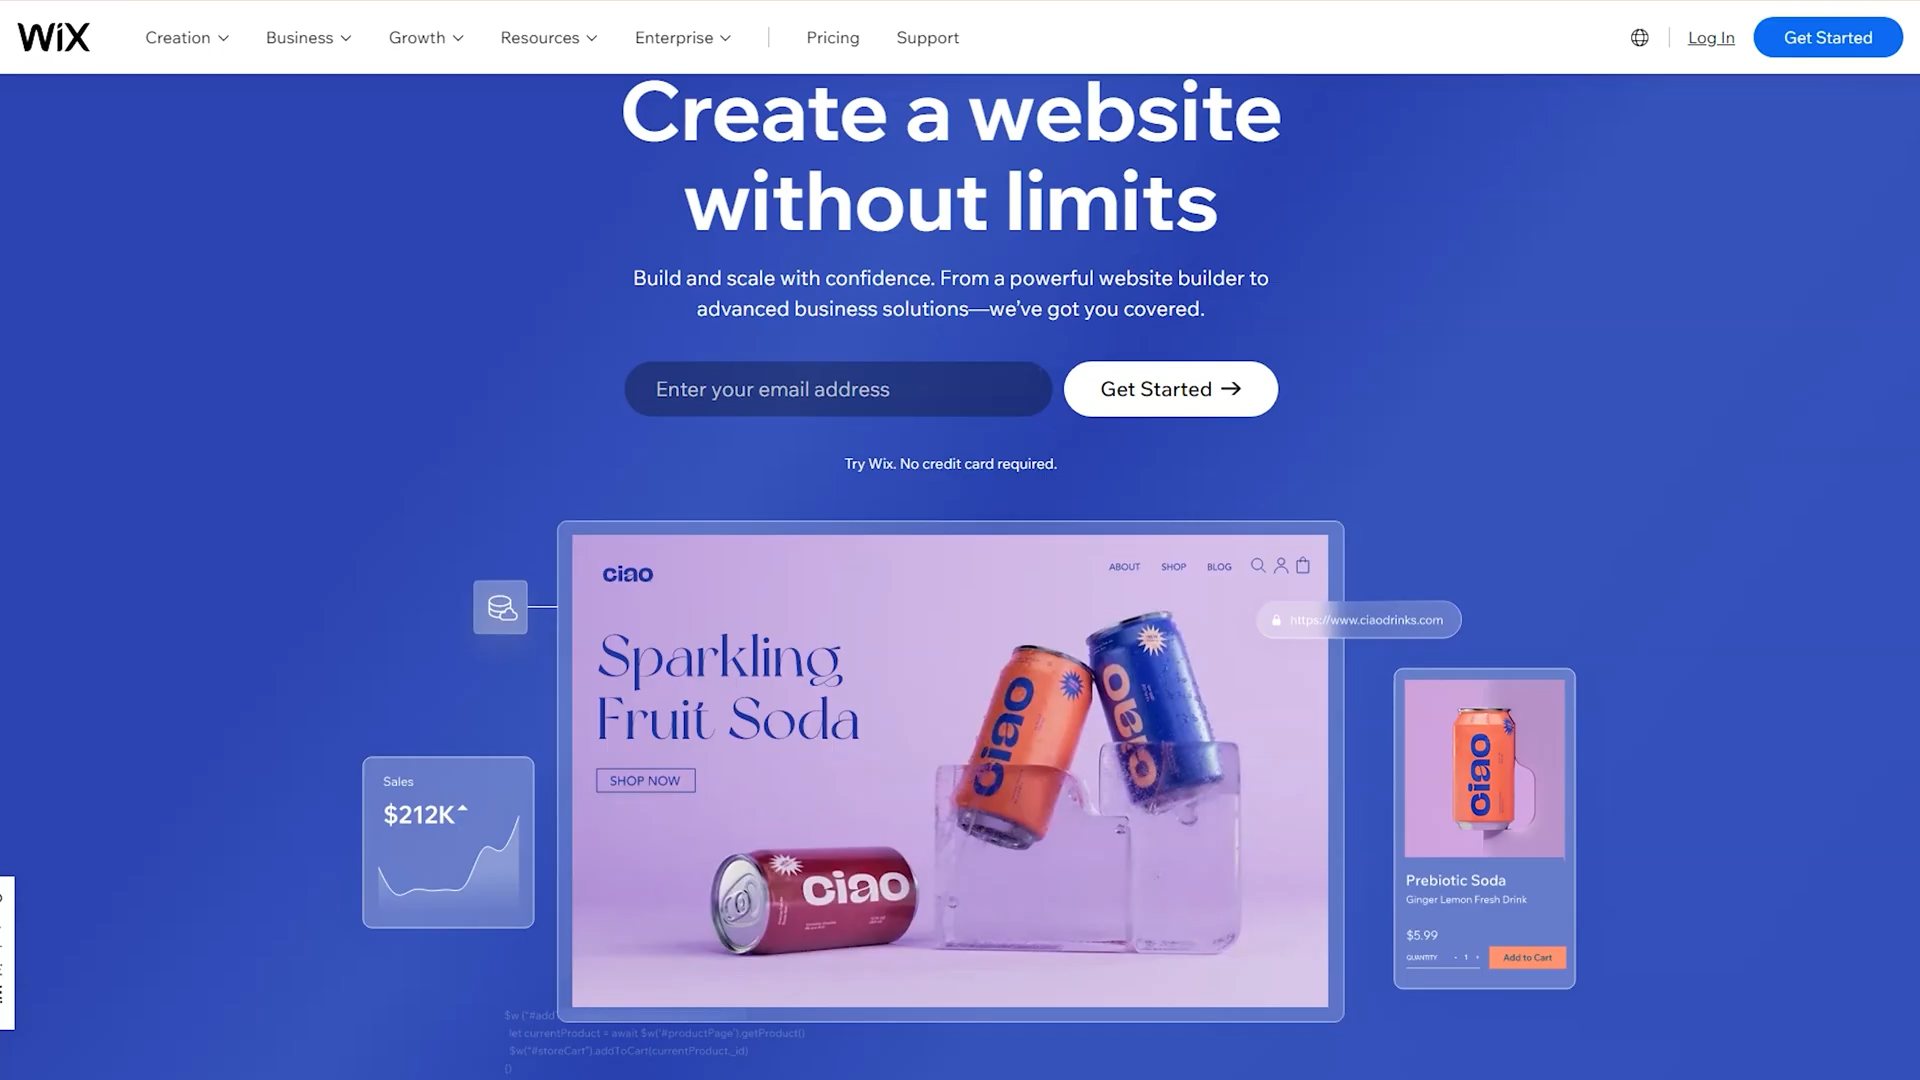 WiX
Creation
Business
Growth
Resources
Enterprise
Pricing
Support
Log In
Get Started
Create a website
without limits
Build and scale with confidence. From a powerful website builder to
advanced business solutions—we've got you covered.
Enter your email address
Get Started →
Try Wix. No credit card required.
ciao
ABOUT
SHOP
BLOG
https://www.ciaodrinks.com
Sparkling
Fruit Soda
SHOP NOW
ciao
ciao
ciao
Sales
$212K
ciao
Prebiotic Soda
Ginger Lemon Fresh Drink
$5.99
QUANTITY - 1 +
Add to Cart
$w("#add
let currentProduct = await $w('#productPage').getProduct()
$w("#storeCart").addToCart(currentProduct._id)
()